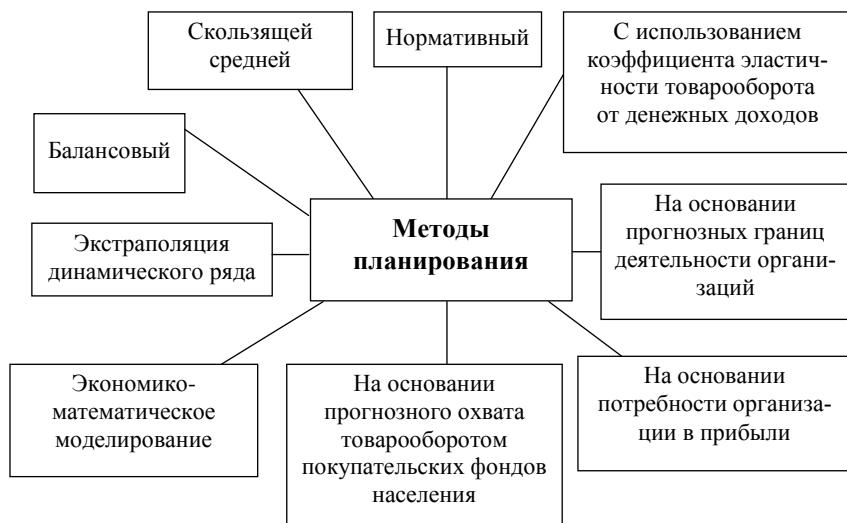 Скользящей
средней
Нормативный
С использованием
коэффициента эластич-
ности товарооборота
от денежных доходов
Балансовый
Методы
планирования
На основании
прогнозных границ
деятельности органи-
заций
Экстраполяция
динамического ряда
Экономико-
математическое
моделирование
На основании
прогнозного охвата
товарооборотом
покупательских фондов
населения
На основании
потребности организа-
ции в прибыли